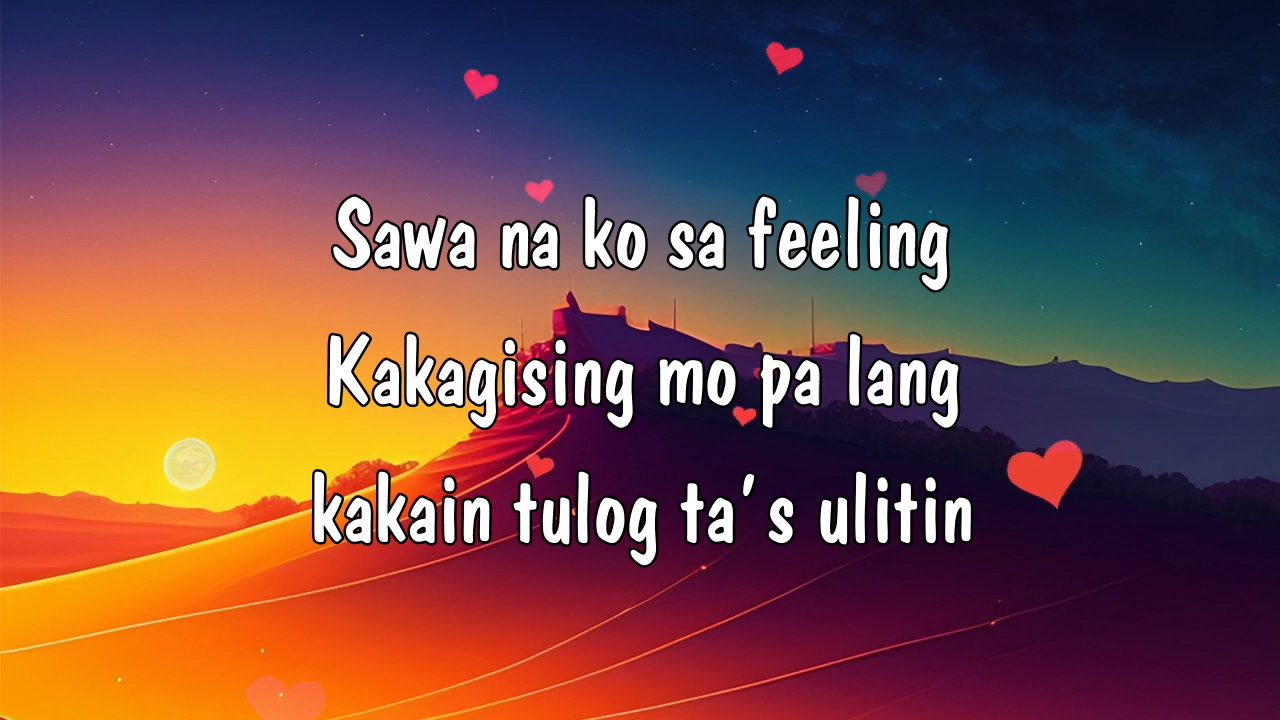 Sawa na ko sa feeling
Kakagising mo pa lang
kakain tulog ta's ulitin